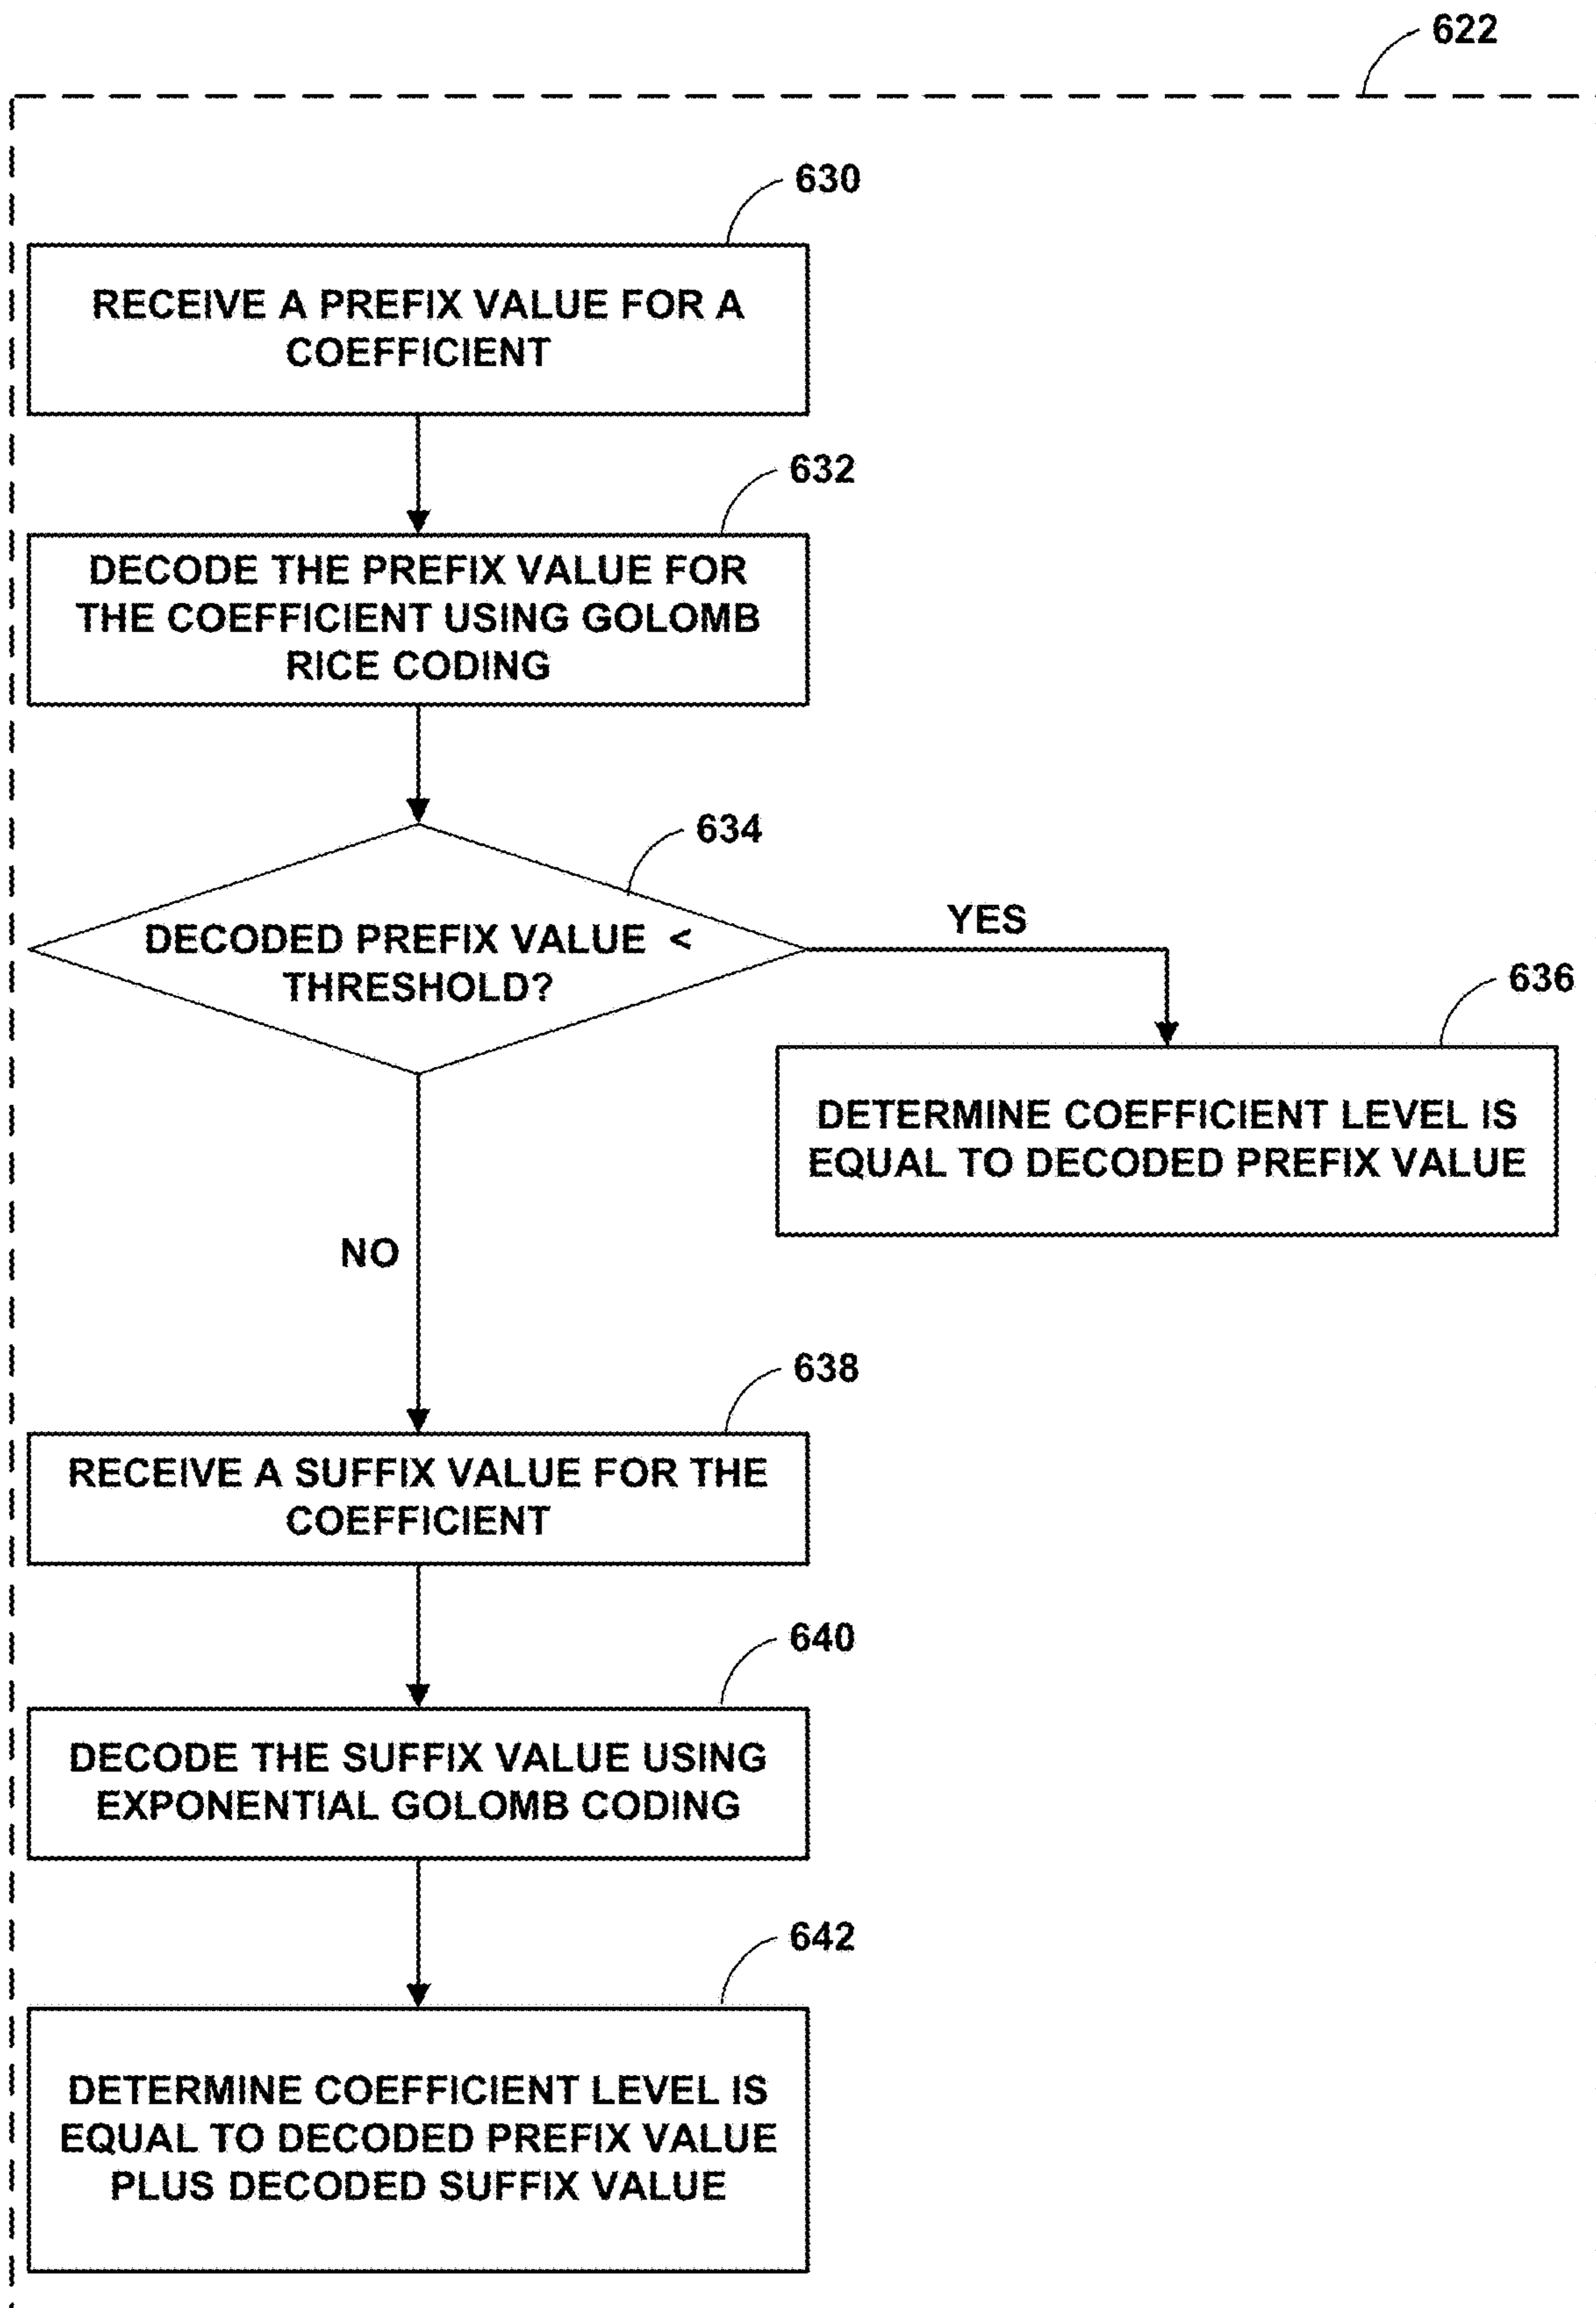 622
630
RECEIVE A PREFIX VALUE FOR A
COEFFICIENT
632
DECODE THE PREFIX VALUE FOR
THE COEFFICIENT USING GOLOMB
RICE CODING
634
DECODED PREFIX VALUE <
THRESHOLD?
YES
636
DETERMINE COEFFICIENT LEVEL IS
EQUAL TO DECODED PREFIX VALUE
NO
638
RECEIVE A SUFFIX VALUE FOR THE
COEFFICIENT
640
DECODE THE SUFFIX VALUE USING
EXPONENTIAL GOLOMB CODING
642
DETERMINE COEFFICIENT LEVEL IS
EQUAL TO DECODED PREFIX VALUE
PLUS DECODED SUFFIX VALUE